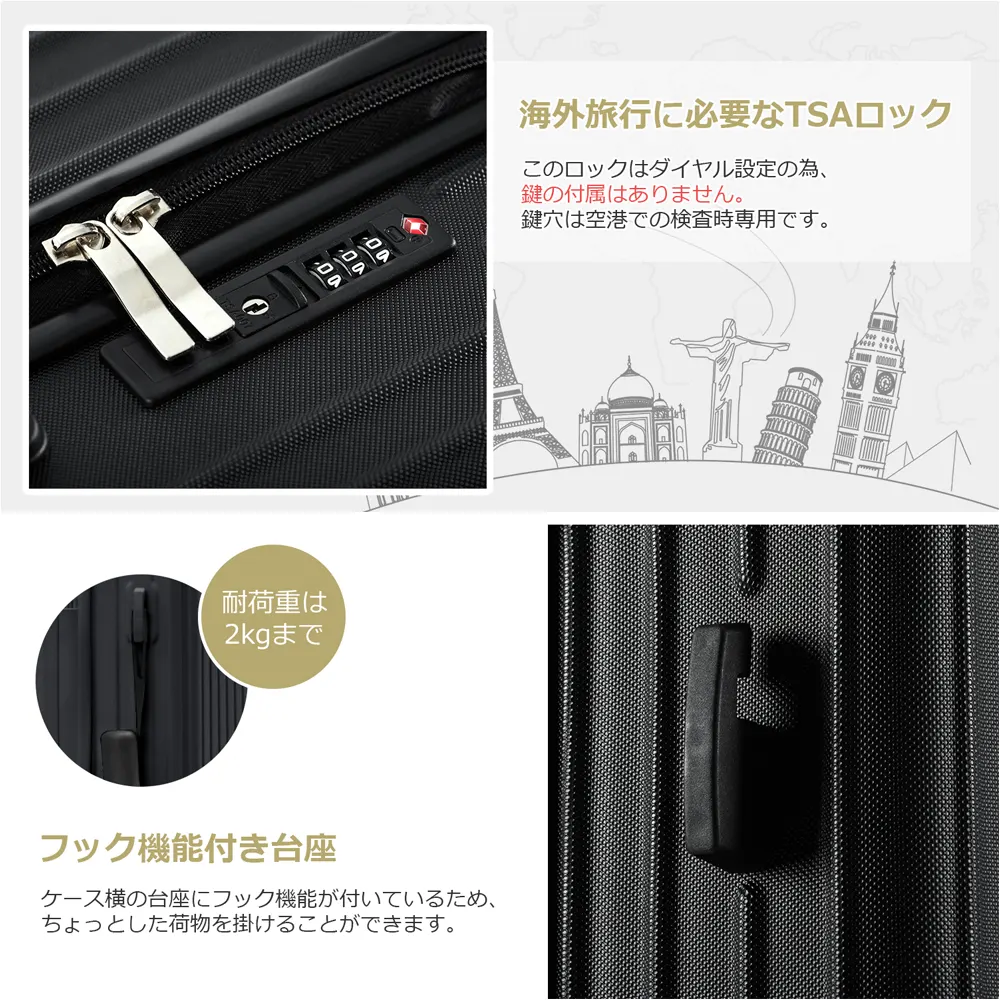 海外旅行に必要なTSAロック
このロックはダイヤル設定の為、
鍵の付属はありません。
鍵穴は空港での検査時専用です。
耐荷重は
2kgまで
フック機能付き台座
ケース横の台座にフック機能が付いているため、
ちょっとした荷物を掛けることができます。